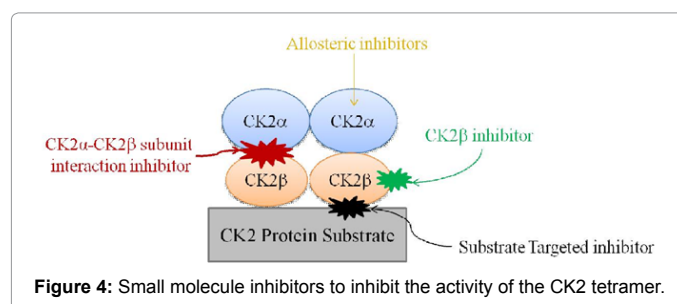 Allosteric inhibitors
CK2α
CK2α
CK2α-CK2β subunit
interaction inhibitor
CK2β inhibitor
CK2β
CK2β
CK2 Protein Substrate
Substrate Targeted inhibitor
Figure 4: Small molecule inhibitors to inhibit the activity of the CK2 tetramer.